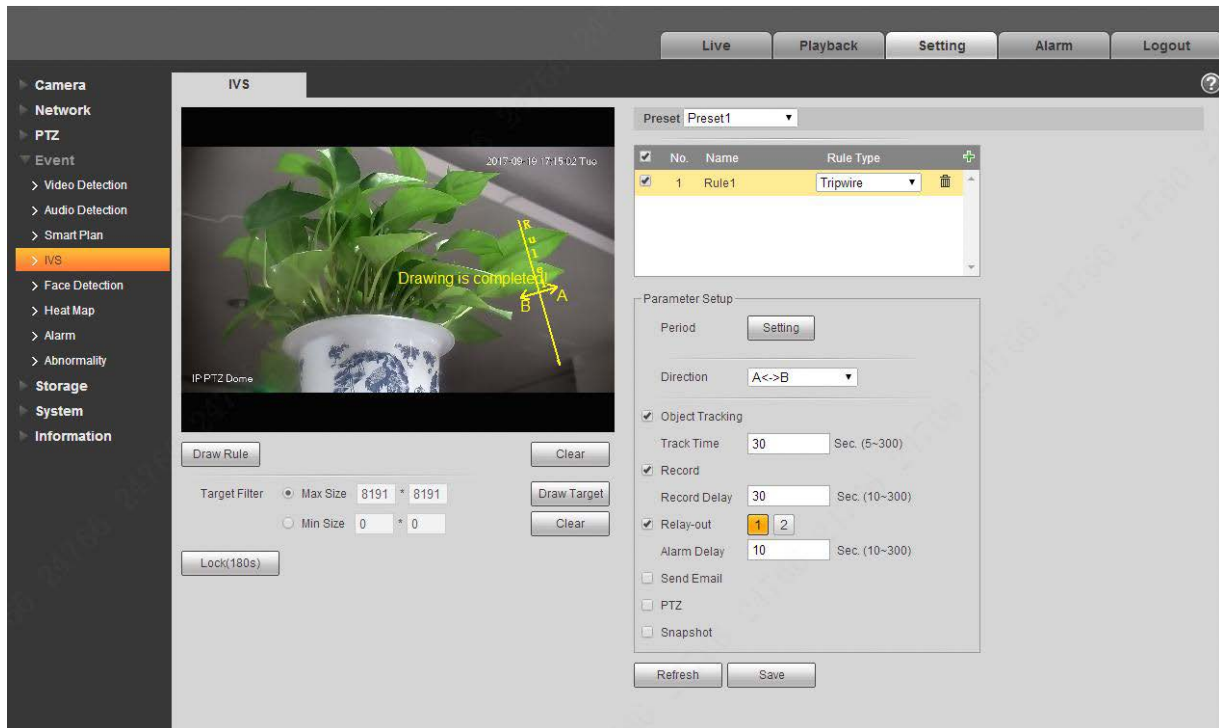 Live Playback Setting Alarm Logout
Camera
Network
PTZ
Event
Video Detection
Audio Detection
Smart Plan
IVS
Face Detection
Heat Map
Alarm
Abnormality
Storage
System
Information
IVS
2017-09-19 17:15:02 Tue
Rule1
Drawing is completed!
B A
IP PTZ Dome
Draw Rule Clear
Target Filter Max Size 8191 * 8191 Draw Target
Min Size 0 * 0 Clear
Lock(180s)
Preset Preset1
No. Name Rule Type
1 Rule1 Tripwire
Parameter Setup
Period Setting
Direction A<->B
Object Tracking
Track Time 30 Sec. (5~300)
Record
Record Delay 30 Sec. (10~300)
Relay-out 1 2
Alarm Delay 10 Sec. (10~300)
Send Email
PTZ
Snapshot
Refresh Save